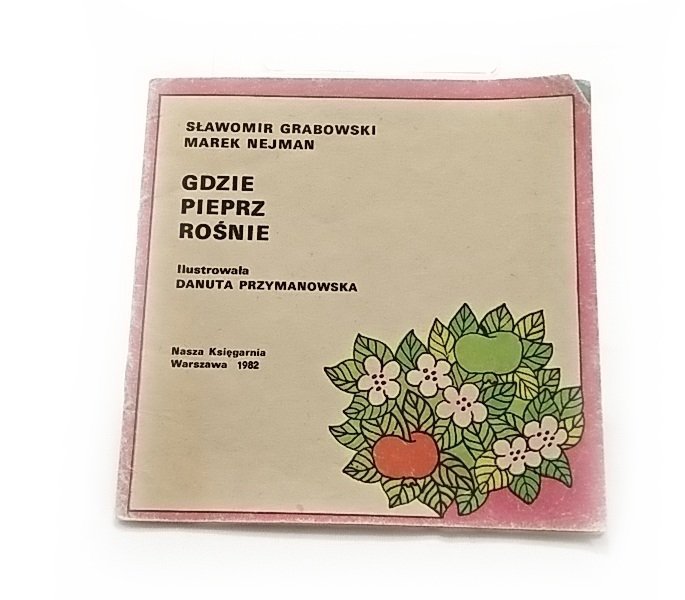 SŁAWOMIR GRABOWSKI
MAREK NEJMAN
GDZIE
PIEPRZ
ROŚNIE
Ilustrowała
DANUTA PRZYMANOWSKA
Nasza Księgarnia
Warszawa 1982